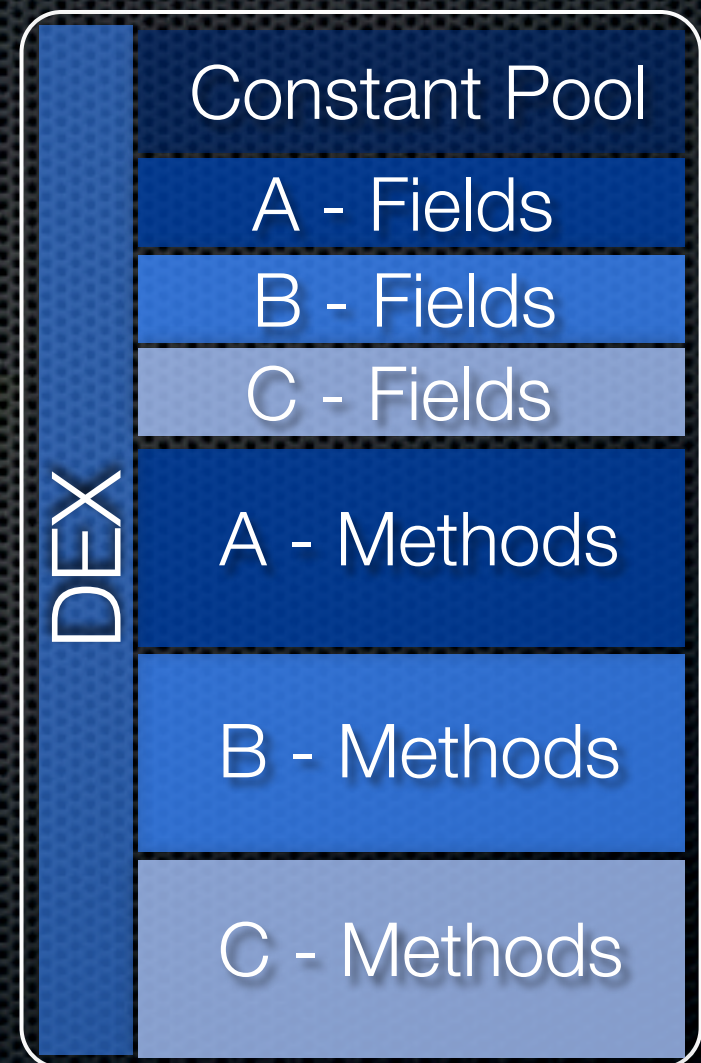 Constant Pool
A - Fields
B - Fields
C - Fields
DEX
A - Methods
B - Methods
C - Methods